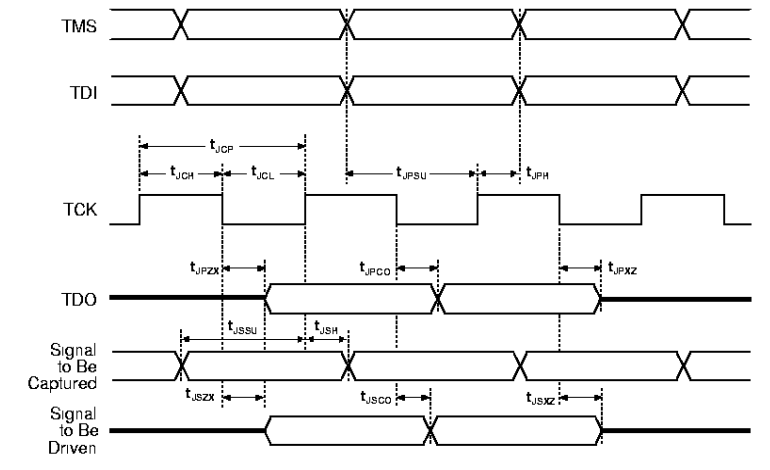 TMS
TDI
tJCP
tJCH
tJCL
tJPSU
tJPH
TCK
tJPZX
tJPCO
tJPXZ
TDO
tJSSU
tJSH
Signal
to Be
Captured
tJSZX
tJSCO
tJSXZ
Signal
to Be
Driven